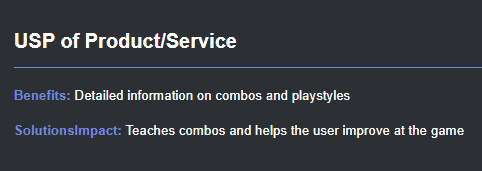 USP of Product/Service
Benefits: Detailed information on combos and playstyles
SolutionsImpact: Teaches combos and helps the user improve at the game